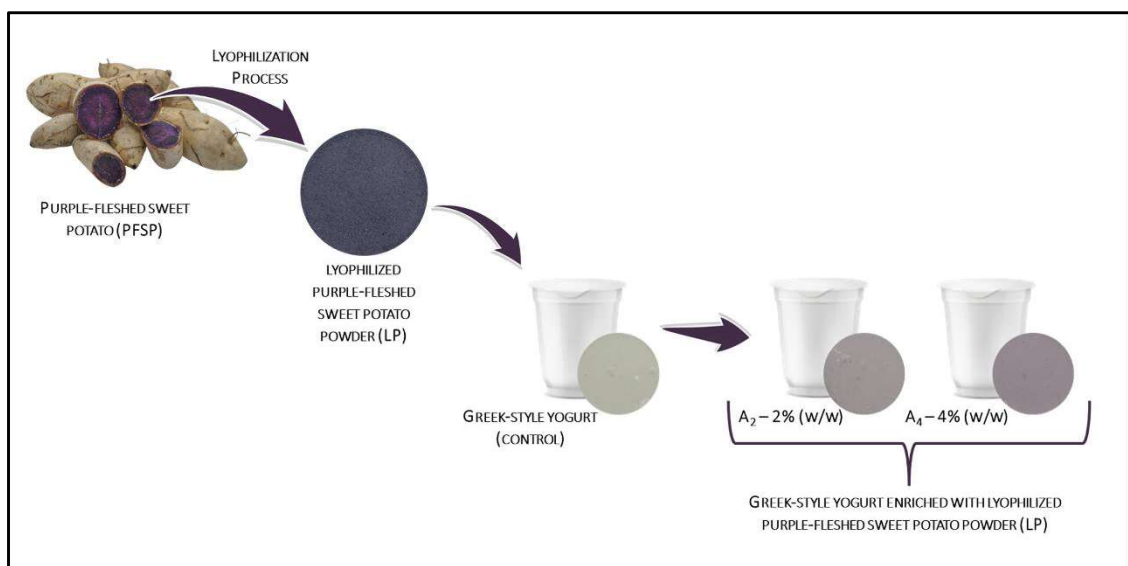 LYOPHILIZATION
PROCESS
PURPLE-FLESHED SWEET
POTATO (PFSP)
LYOPHILIZED
PURPLE-FLESHED
SWEET POTATO
POWDER (LP)
GREEK-STYLE YOGURT
(CONTROL)
A2 – 2% (W/W)
A4 – 4% (W/W)
GREEK-STYLE YOGURT ENRICHED WITH LYOPHILIZED
PURPLE-FLESHED SWEET POTATO POWDER (LP)